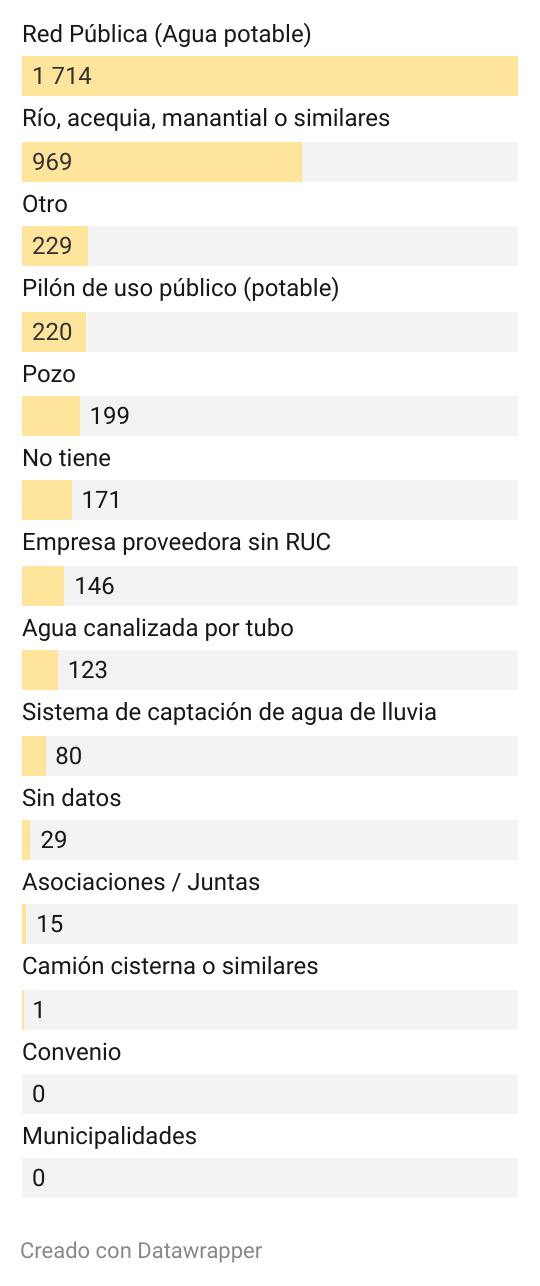 Red Pública (Agua potable)
1 714
Río, acequia, manantial o similares
969
Otro
229
Pilón de uso público (potable)
220
Pozo
199
No tiene
171
Empresa proveedora sin RUC
146
Agua canalizada por tubo
123
Sistema de captación de agua de lluvia
80
Sin datos
29
Asociaciones / Juntas
15
Camión cisterna o similares
1
Convenio
0
Municipalidades
0
Creado con Datawrapper